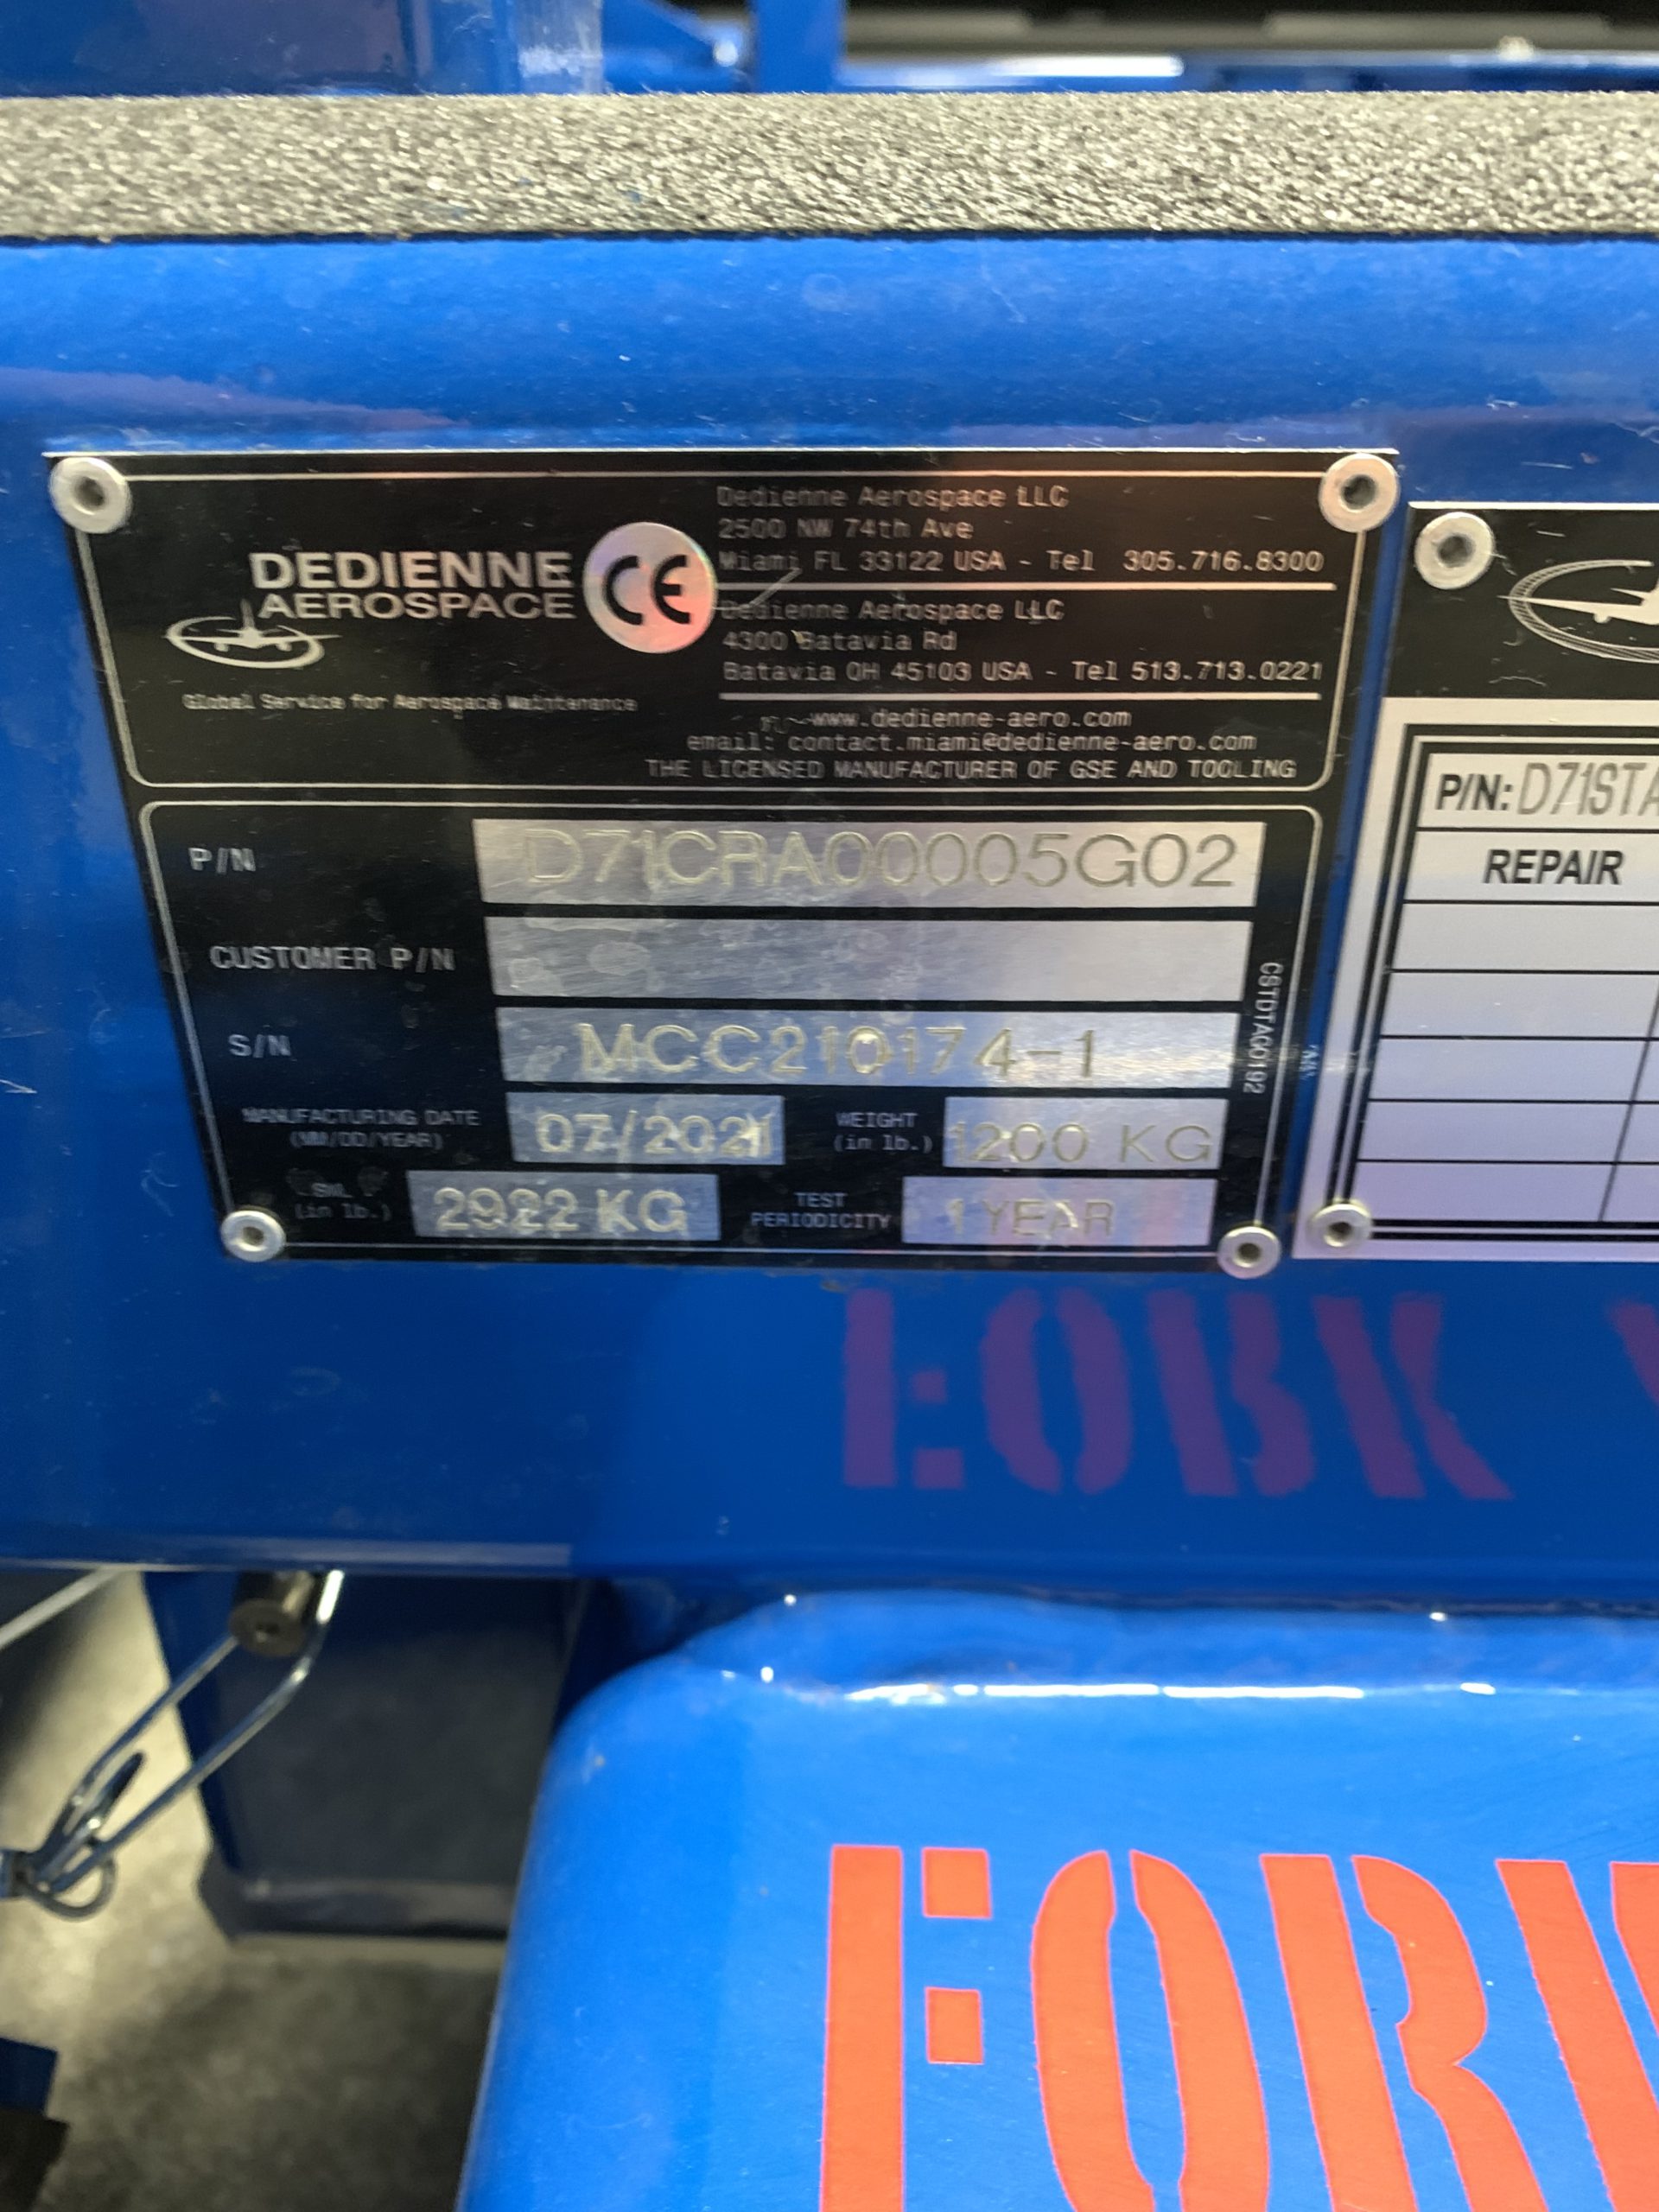 DEDIENNE
AEROSPACE
CE
Global Service for Aerospace Maintenance
Dedienne Aerospace LLC
2500 NW 74th Ave
Miami FL 33122 USA - Tel 305.716.8300
Dedienne Aerospace LLC
4300 Batavia Rd
Batavia OH 45103 USA - Tel 513.713.0221
www.dedienne-aero.com
email: contact.miami@dedienne-aero.com
THE LICENSED MANUFACTURER OF GSE AND TOOLING
P/N D71CRA00005G02
CUSTOMER P/N
S/N MCC210174-1
MANUFACTURING DATE
(MM/DD/YEAR)
07/2021
WEIGHT
(in lb.)
1200 KG
SWL
(in lb.)
2922 KG
TEST
PERIODICITY
1 YEAR
CSTDTAG0192
P/N: D71STA
REPAIR
FORK
FORK